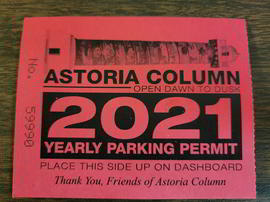 No. 59990
ASTORIA COLUMN
OPEN DAWN TO DUSK
2021
YEARLY PARKING PERMIT
PLACE THIS SIDE UP ON DASHBOARD
Thank You, Friends of Astoria Column